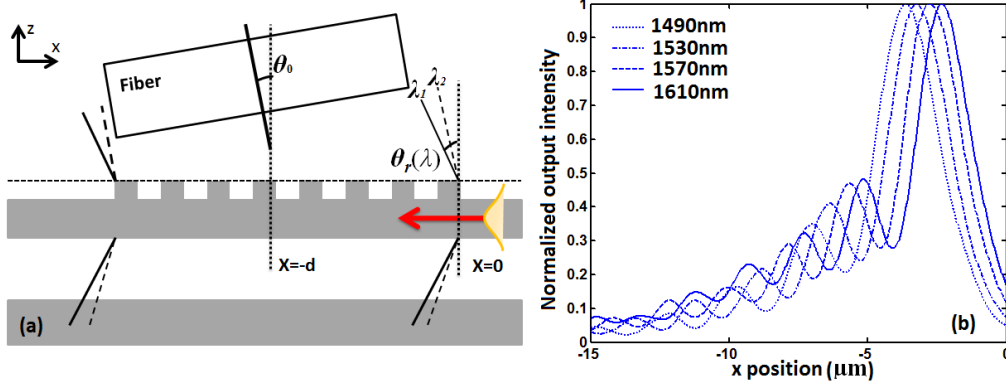 z
x
Fiber
θ₀
λ₁ λ₂
θᵣ(λ)
X=-d
X=0
(a)
Normalized output intensity
1
0.9
0.8
0.7
0.6
0.5
0.4
0.3
0.2
0.1
0
1490nm
1530nm
1570nm
1610nm
(b)
-15
-10
-5
0
x position (μm)